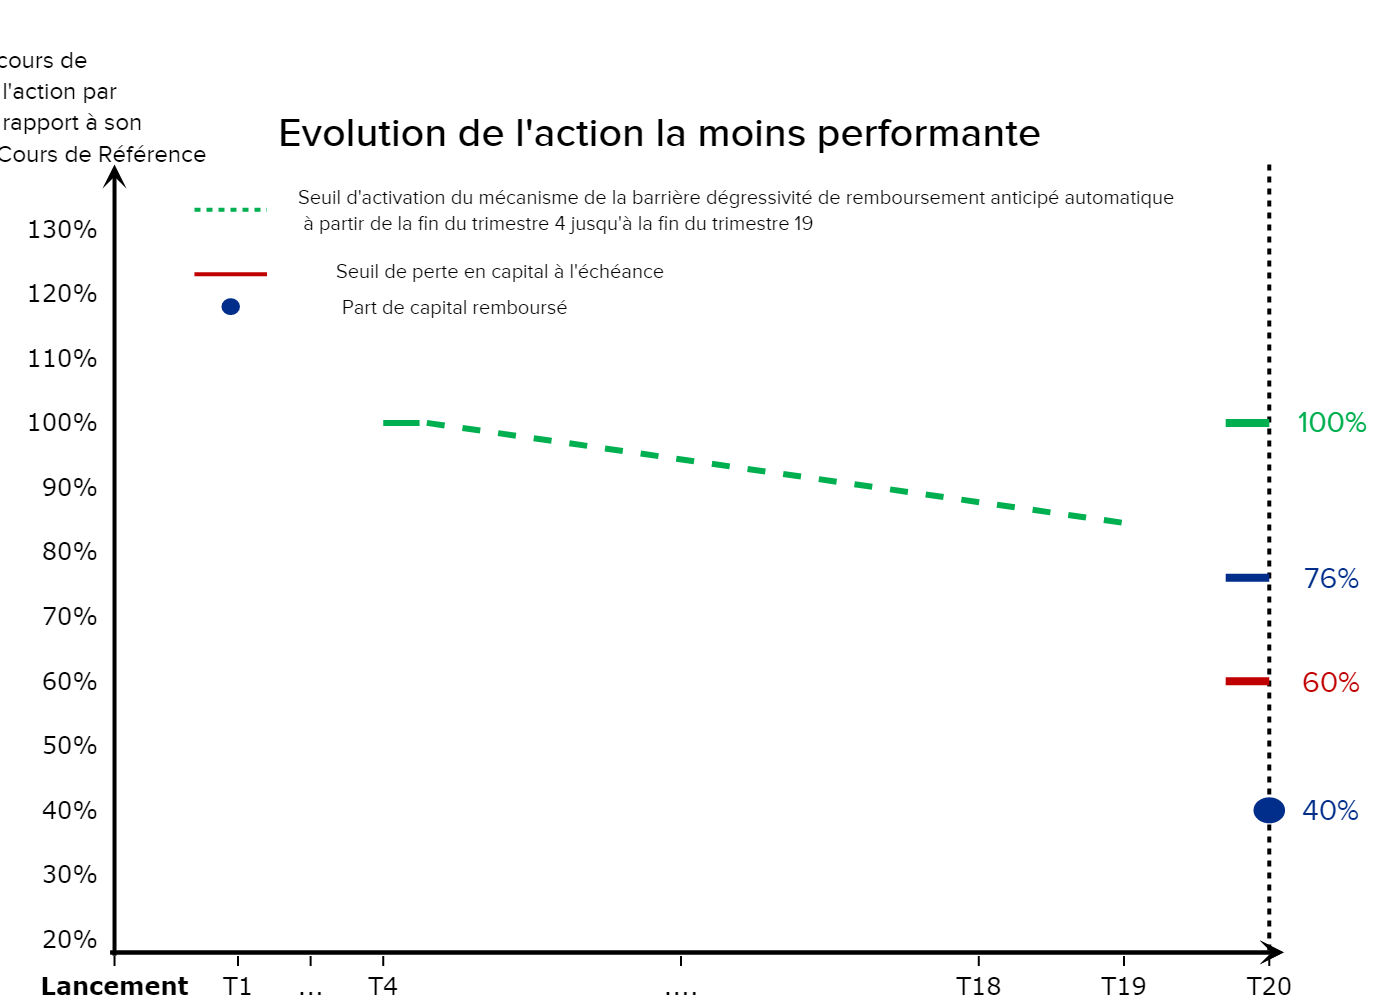 cours de
l'action par
rapport à son
Cours de Référence
Evolution de l'action la moins performante
Seuil d'activation du mécanisme de la barrière dégressivité de remboursement anticipé automatique
à partir de la fin du trimestre 4 jusqu'à la fin du trimestre 19
Seuil de perte en capital à l'échéance
Part de capital remboursé
130%
120%
110%
100%
90%
80%
70%
60%
50%
40%
30%
20%
100%
76%
60%
40%
Lancement T1 ... T4 .... T18 T19 T20